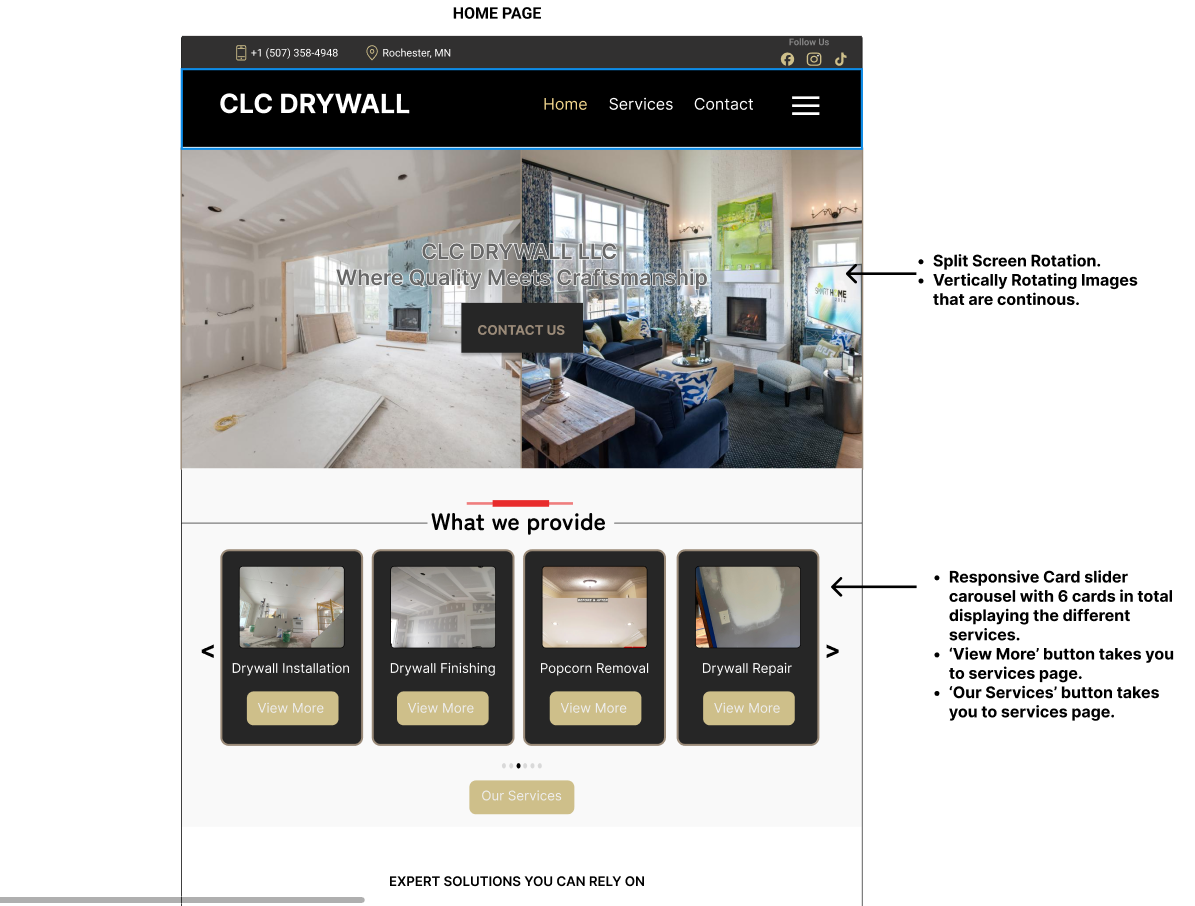 HOME PAGE
+1 (507) 358-4948
Rochester, MN
Follow Us
CLC DRYWALL
Home
Services
Contact
CLC DRYWALL LLC
Where Quality Meets Craftsmanship
CONTACT US
• Split Screen Rotation.
• Vertically Rotating Images
that are continous.
What we provide
<
Drywall Installation
View More
Drywall Finishing
View More
Popcorn Removal
View More
Drywall Repair
View More
>
Our Services
• Responsive Card slider
carousel with 6 cards in total
displaying the different
services.
• ‘View More’ button takes you
to services page.
• ‘Our Services’ button takes
you to services page.
EXPERT SOLUTIONS YOU CAN RELY ON